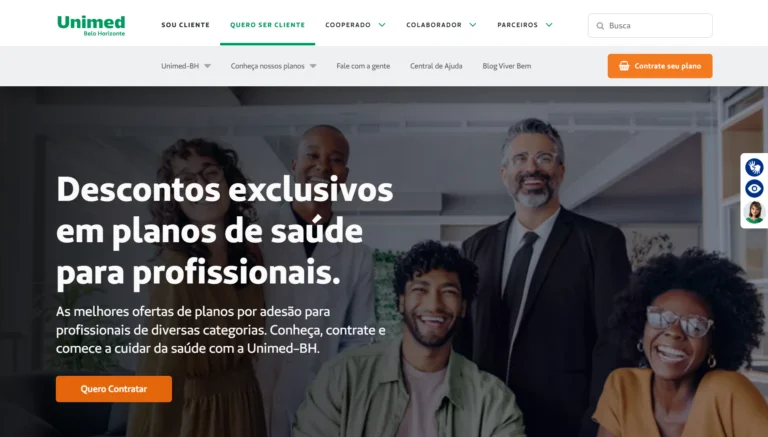 Unimed
Belo Horizonte
SOU CLIENTE
QUERO SER CLIENTE
COOPERADO
COLABORADOR
PARCEIROS
Busca
Unimed-BH
Conheça nossos planos
Fale com a gente
Central de Ajuda
Blog Viver Bem
Contrate seu plano
Descontos exclusivos
em planos de saúde
para profissionais.
As melhores ofertas de planos por adesão para
profissionais de diversas categorias. Conheça, contrate e
comece a cuidar da saúde com a Unimed-BH.
Quero Contratar